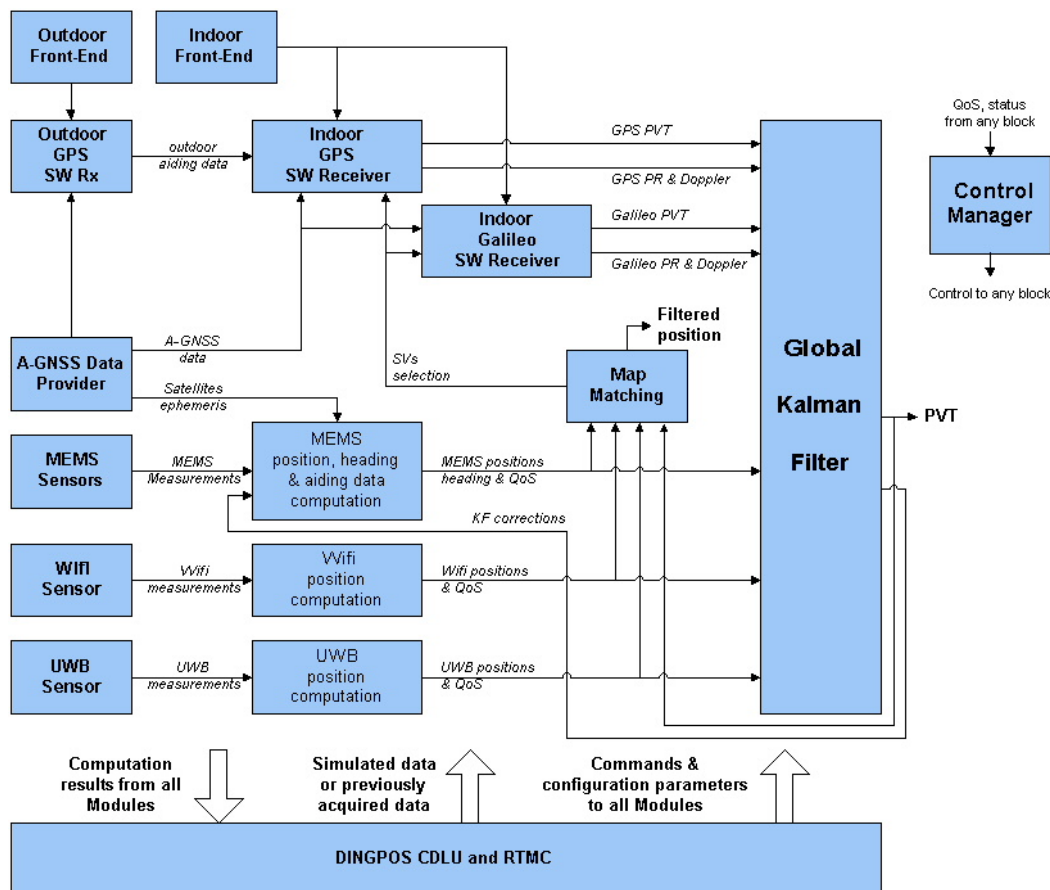 Outdoor
Front-End
Indoor
Front-End
Outdoor
GPS
SW Rx
outdoor
aiding data
Indoor
GPS
SW Receiver
GPS PVT
GPS PR & Doppler
Indoor
Galileo
SW Receiver
Galileo PVT
Galileo PR & Doppler
QoS, status
from any block
Control
Manager
Control to any block
A-GNSS Data
Provider
A-GNSS
data
Satellites
ephemeris
SVs
selection
Filtered
position
Map
Matching
Global
Kalman
Filter
PVT
MEMS
Sensors
MEMS
Measurements
MEMS
position, heading
& aiding data
computation
MEMS positions
heading & QoS
KF corrections
WIfI
Sensor
Wifi
measurements
Wifi
position
computation
Wifi positions
& QoS
UWB
Sensor
UWB
measurements
UWB
position
computation
UWB positions
& QoS
Computation
results from all
Modules
Simulated data
or previously
acquired data
Commands &
configuration parameters
to all Modules
DINGPOS CDLU and RTMC